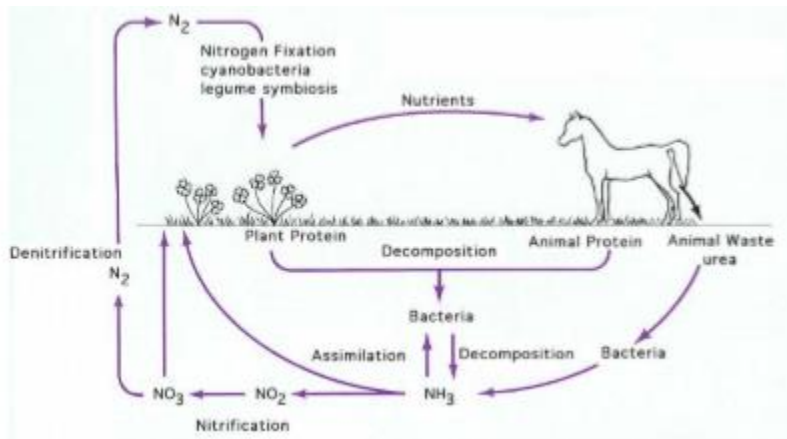 N2
Nitrogen Fixation
cyanobacteria
legume symbiosis
Nutrients
Plant Protein
Decomposition
Animal Protein
Animal Waste
urea
Denitrification
N2
Bacteria
Assimilation
Decomposition
Bacteria
NO3
NO2
NH3
Nitrification